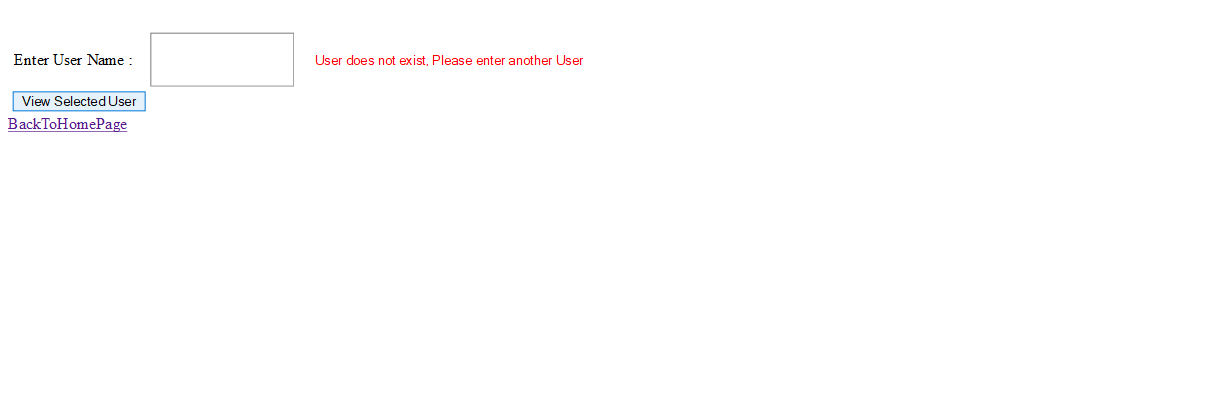 Enter User Name : User does not exist, Please enter another User
View Selected User
BackToHomePage